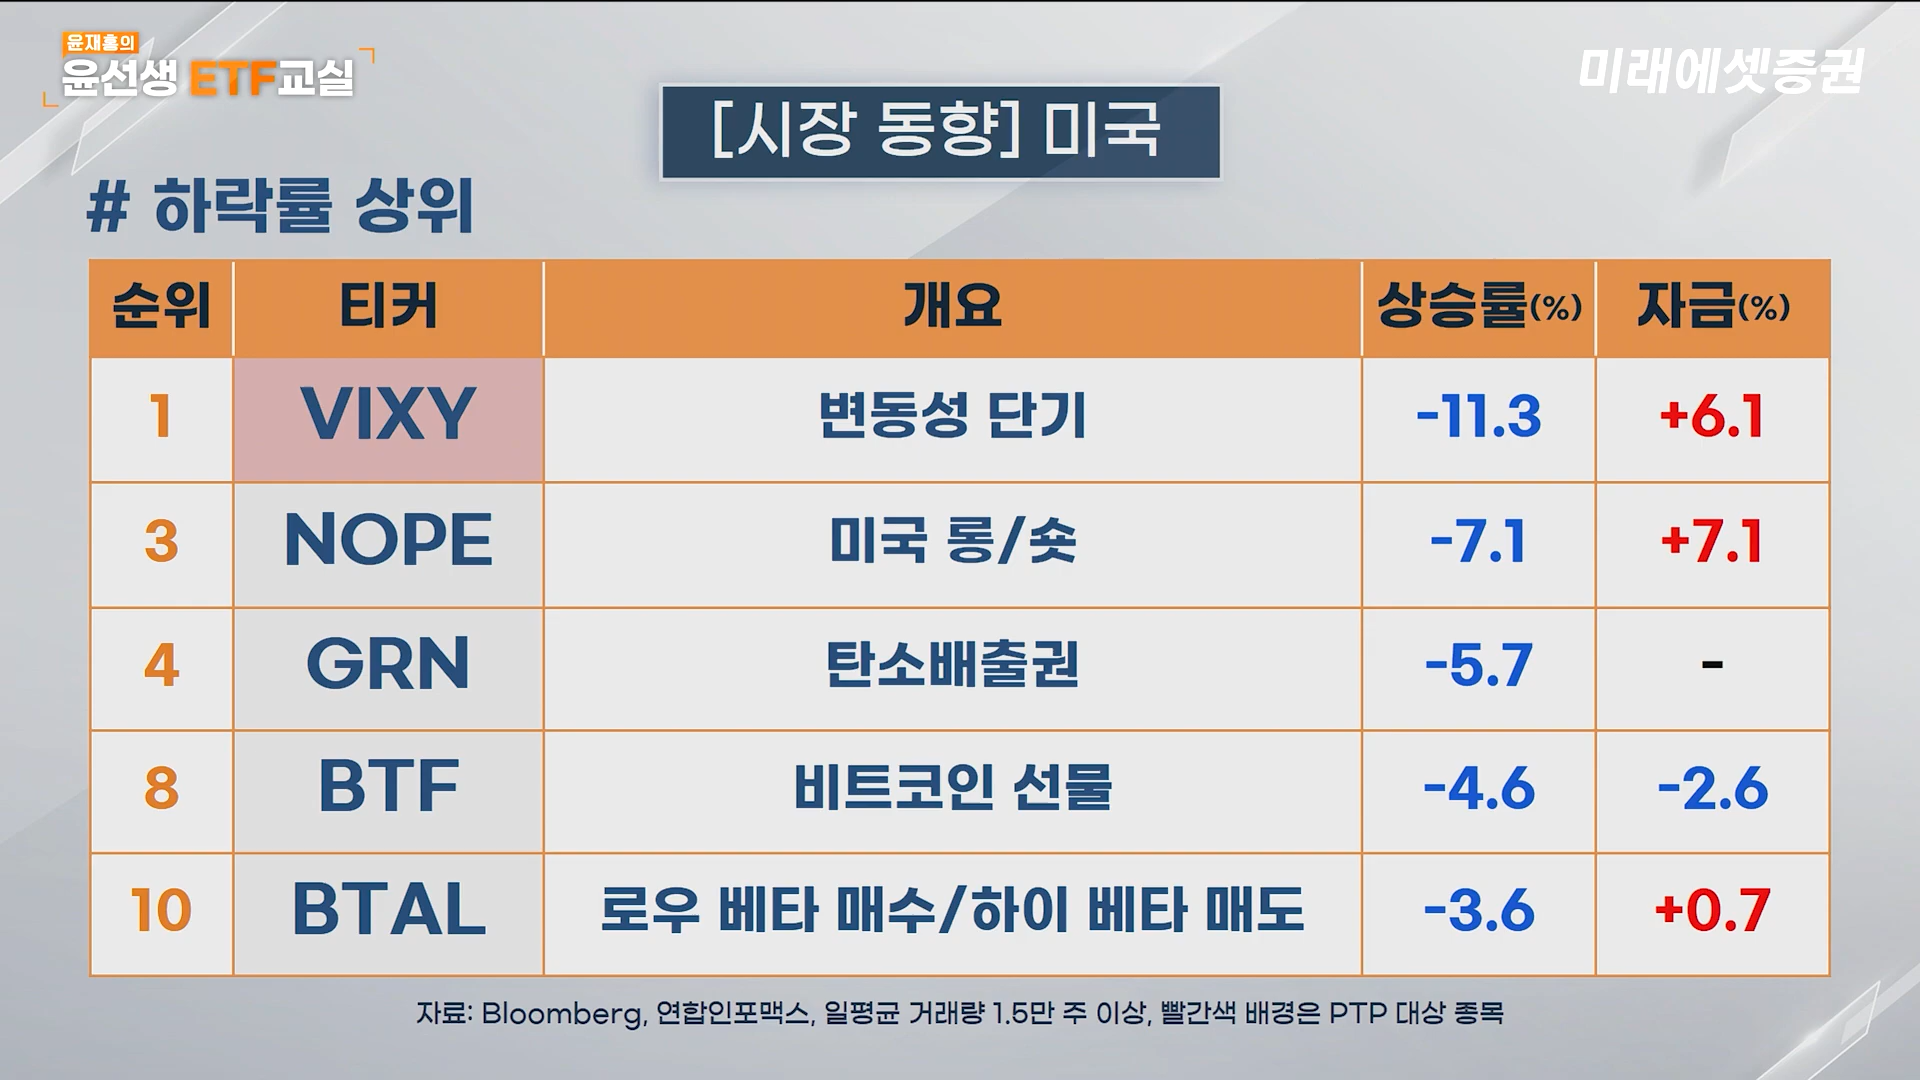 윤재홍의
윤선생 ETF교실
미래에셋증권
[시장 동향] 미국
# 하락률 상위
순위 티커 개요 상승률(%) 자금(%)
1 VIXY 변동성 단기 -11.3 +6.1
3 NOPE 미국 롱/숏 -7.1 +7.1
4 GRN 탄소배출권 -5.7 -
8 BTF 비트코인 선물 -4.6 -2.6
10 BTAL 로우 베타 매수/하이 베타 매도 -3.6 +0.7
자료: Bloomberg, 연합인포맥스, 일평균 거래량 1.5만 주 이상, 빨간색 배경은 PTP 대상 종목